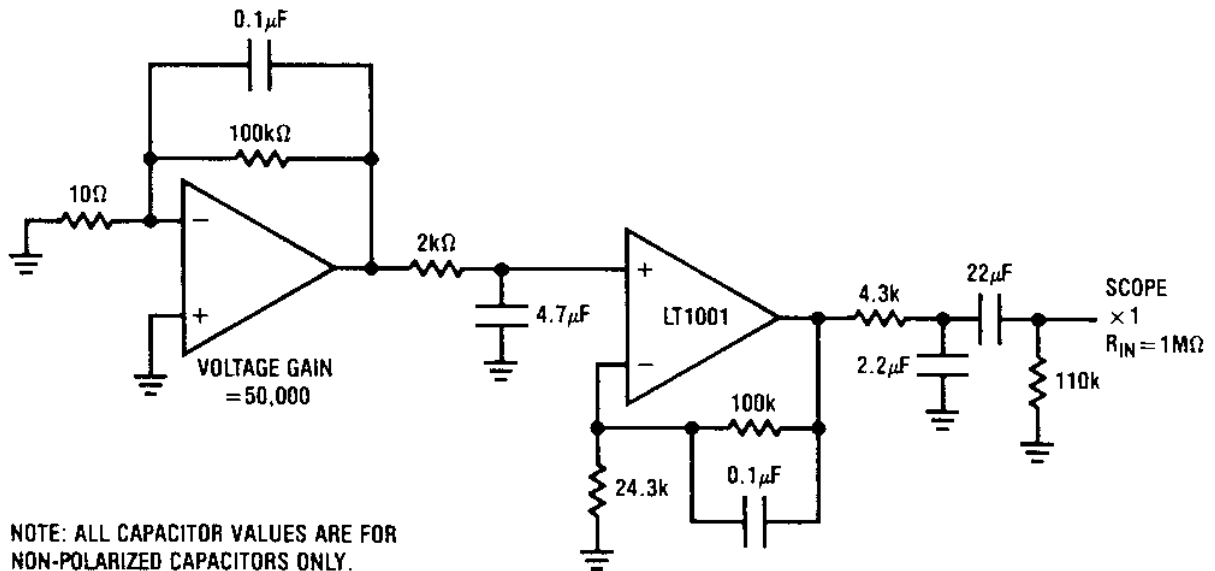 0.1μF
100kΩ
10Ω
−
+
VOLTAGE GAIN
=50,000
2kΩ
4.7μF
+
LT1001
−
4.3k
22μF
SCOPE
×1
R_IN=1MΩ
2.2μF
110k
100k
24.3k
0.1μF
NOTE: ALL CAPACITOR VALUES ARE FOR
NON-POLARIZED CAPACITORS ONLY.